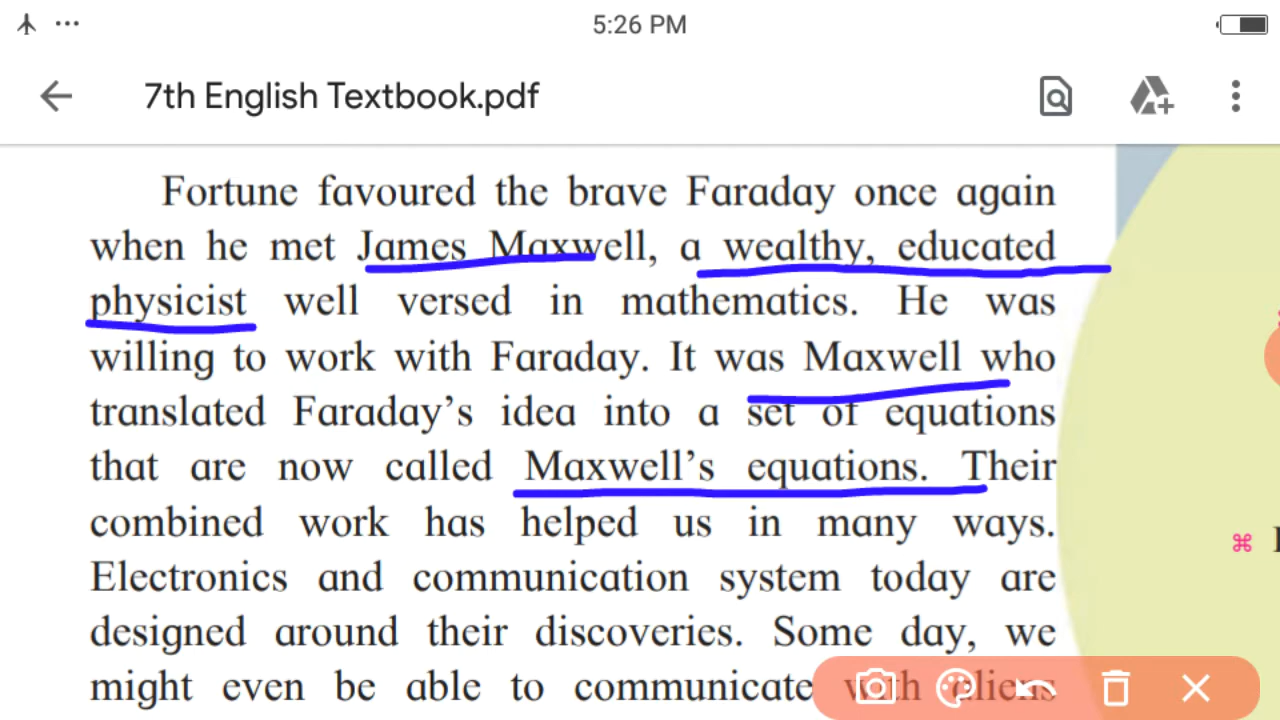 5:26 PM
7th English Textbook.pdf
Fortune favoured the brave Faraday once again
when he met James Maxwell, a wealthy, educated
physicist well versed in mathematics. He was
willing to work with Faraday. It was Maxwell who
translated Faraday's idea into a set of equations
that are now called Maxwell's equations. Their
combined work has helped us in many ways.
Electronics and communication system today are
designed around their discoveries. Some day, we
might even be able to communicate with aliens